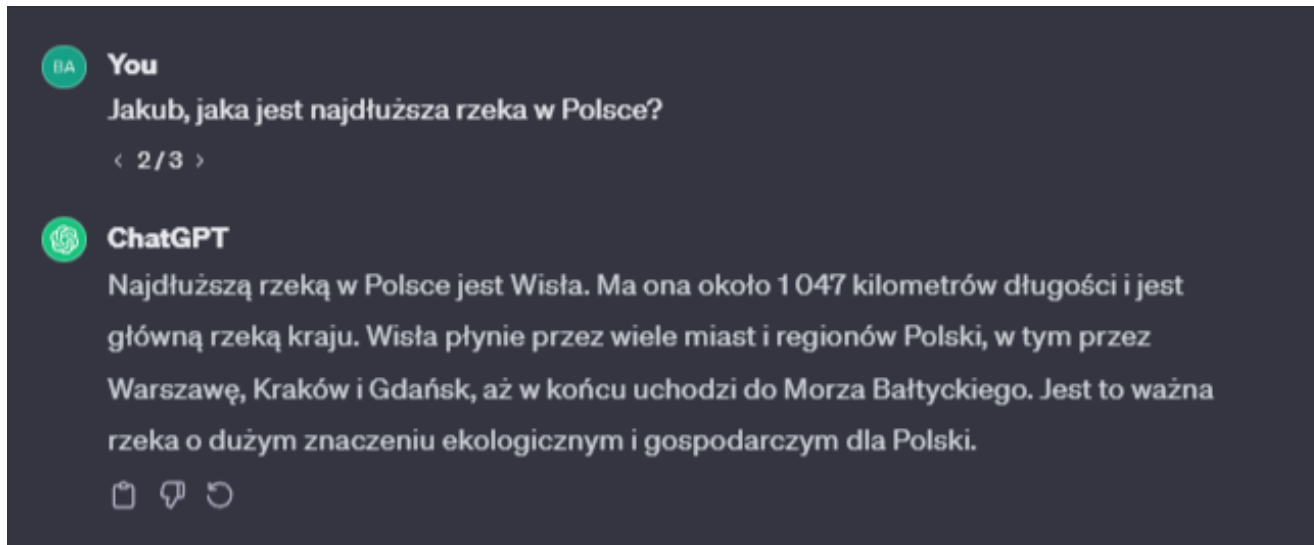 BA You
Jakub, jaka jest najdłuższa rzeka w Polsce?
< 2/3 >
ChatGPT
Najdłuższą rzeką w Polsce jest Wisła. Ma ona około 1 047 kilometrów długości i jest
główną rzeką kraju. Wisła płynie przez wiele miast i regionów Polski, w tym przez
Warszawę, Kraków i Gdańsk, aż w końcu uchodzi do Morza Bałtyckiego. Jest to ważna
rzeka o dużym znaczeniu ekologicznym i gospodarczym dla Polski.